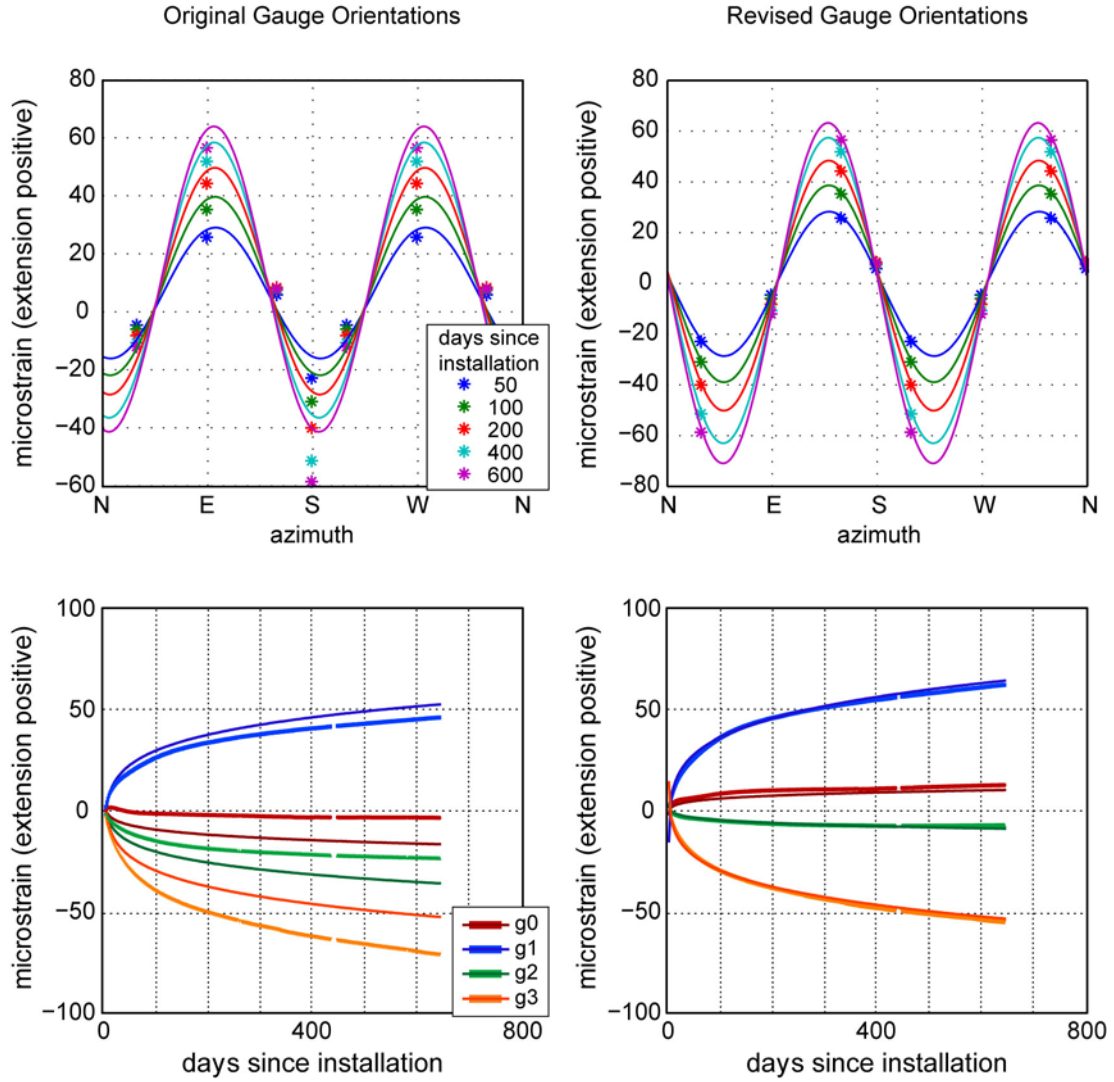 Original Gauge Orientations
Revised Gauge Orientations
microstrain (extension positive)
80
60
40
20
0
−20
−40
−60
N
E
S
W
N
azimuth
days since
installation
50
100
200
400
600
microstrain (extension positive)
80
60
40
20
0
−20
−40
−60
−80
N
E
S
W
N
azimuth
microstrain (extension positive)
100
50
0
−50
−100
0
400
800
days since installation
g0
g1
g2
g3
microstrain (extension positive)
100
50
0
−50
−100
0
400
800
days since installation